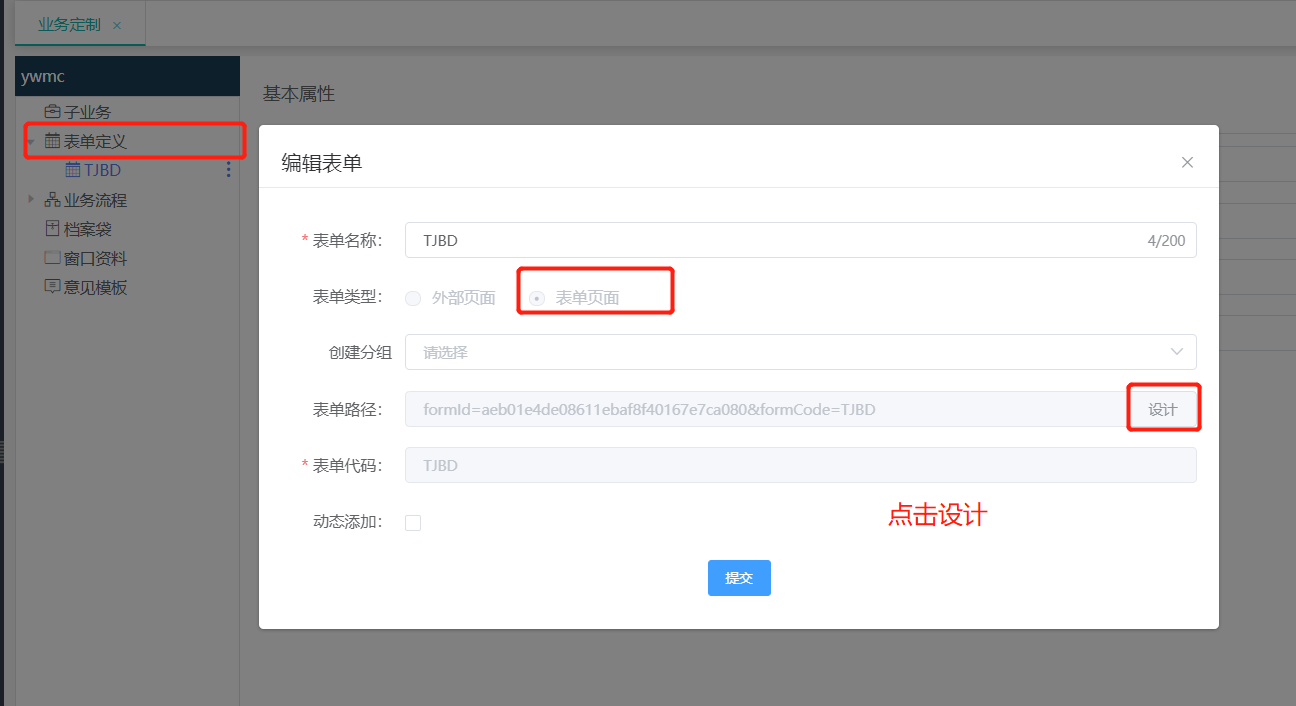 业务定制 ×
ywmc
基本属性
子业务
表单定义
TJBD
业务流程
档案袋
窗口资料
意见模板
编辑表单
* 表单名称: TJBD 4/200
表单类型: 外部页面 表单页面
创建分组 请选择
表单路径: formId=aeb01e4de08611ebaf8f40167e7ca080&formCode=TJBD 设计
* 表单代码: TJBD
动态添加:
点击设计
提交